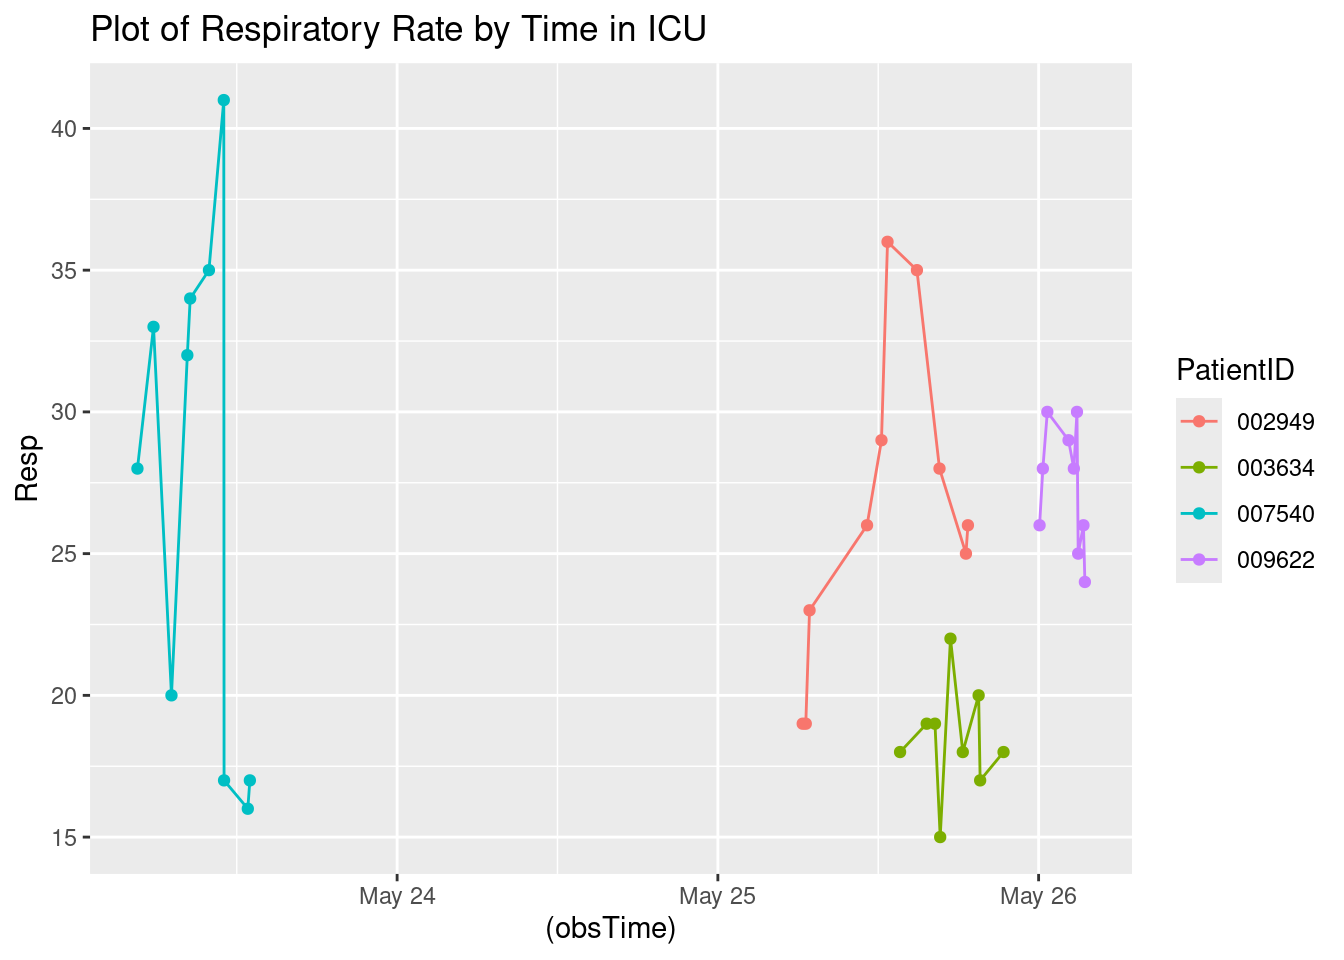 Plot of Respiratory Rate by Time in ICU
40
35
30
25
20
15
Resp
May 24
May 25
May 26
(obsTime)
PatientID
002949
003634
007540
009622